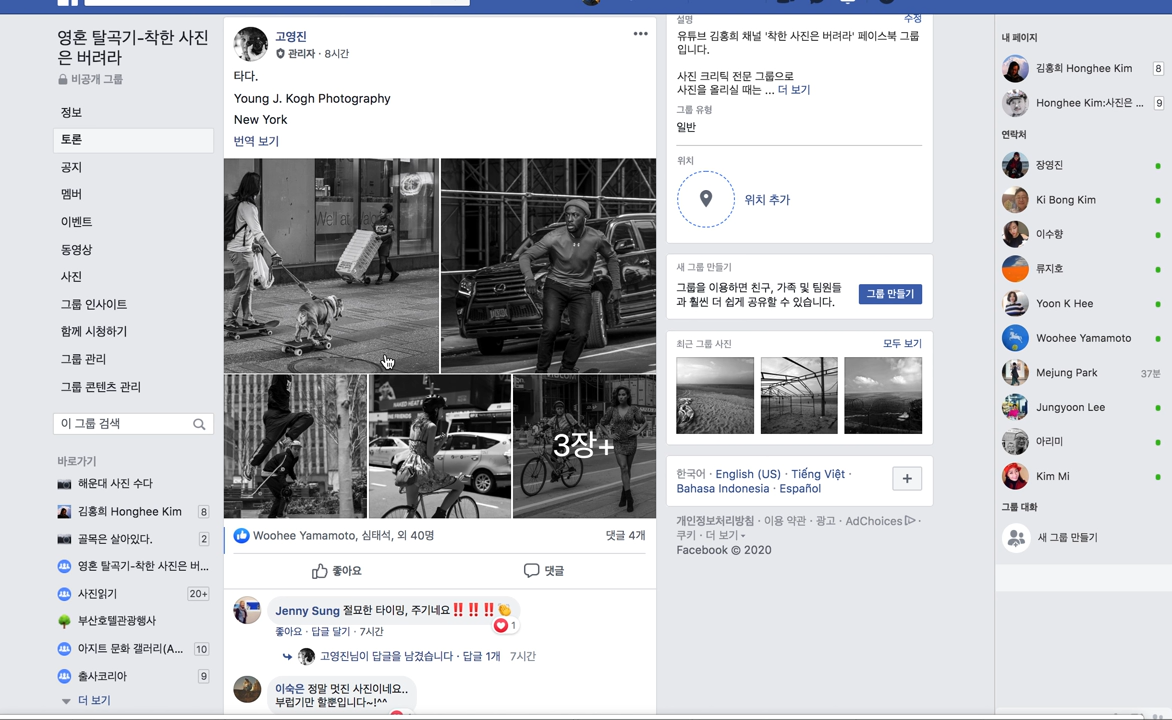 영혼 탈곡기-착한 사진
은 버려라
비공개 그룹
정보
토론
공지
멤버
이벤트
동영상
사진
그룹 인사이트
함께 시청하기
그룹 관리
그룹 콘텐츠 관리
이 그룹 검색
바로가기
해운대 사진 수다
김홍희 Honghee Kim 8
골목은 살아있다. 2
영혼 탈곡기-착한 사진은 버...
사진읽기 20+
부산호텔관광행사
아지트 문화 갤러리(A... 10
출사코리아 9
더 보기
고영진
관리자 · 8시간
타다.
Young J. Kogh Photography
New York
번역 보기
3장+
Woohee Yamamoto, 심태석, 외 40명
댓글 4개
좋아요
댓글
Jenny Sung 절묘한 타이밍, 주기네요‼️‼️‼️👏
1
좋아요 · 답글 달기 · 7시간
고영진님이 답글을 남겼습니다 · 답글 1개 7시간
이숙은 정말 멋진 사진이네요..
부럽기만 할뿐입니다~!^^
설명
수정
유튜브 김홍희 채널 '착한 사진은 버려라' 페이스북 그룹
입니다.
사진 크리틱 전문 그룹으로
사진을 올리실 때는 ... 더 보기
그룹 유형
일반
위치
위치 추가
새 그룹 만들기
그룹을 이용하면 친구, 가족 및 팀원들
과 훨씬 더 쉽게 공유할 수 있습니다.
그룹 만들기
최근 그룹 사진
모두 보기
한국어 · English (US) · Tiếng Việt ·
Bahasa Indonesia · Español
개인정보처리방침 · 이용 약관 · 광고 · AdChoices ·
쿠키 · 더 보기
Facebook © 2020
내 페이지
김홍희 Honghee Kim 8
Honghee Kim:사진은 ... 9
연락처
장영진
Ki Bong Kim
이수향
류지호
Yoon K Hee
Woohee Yamamoto
Mejung Park 37분
Jungyoon Lee
아리미
Kim Mi
그룹 대화
새 그룹 만들기